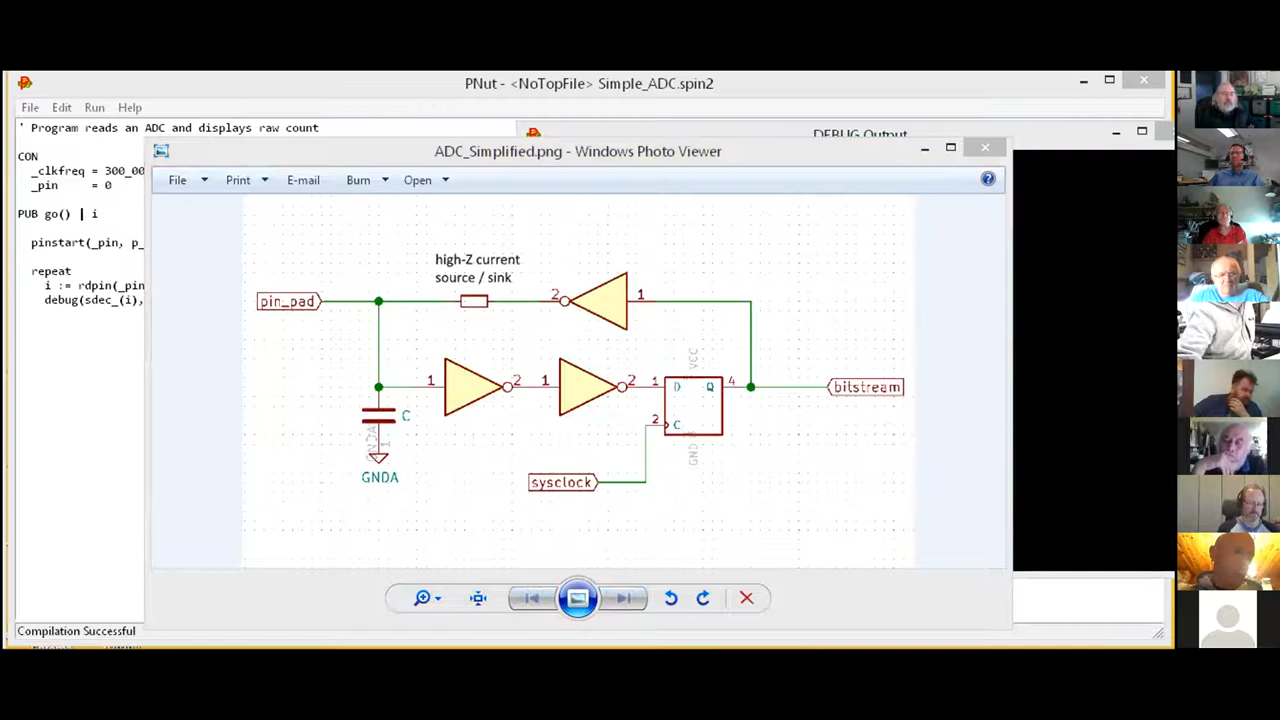 PNut - <NoTopFile> Simple_ADC.spin2
File Edit Run Help
' Program reads an ADC and displays raw count
DEBUG Output
CON
_clkfreq = 300_00
_pin = 0
PUB go() | i
pinstart(_pin, p_
repeat
i := rdpin(_pin
debug(sdec_(i),
ADC_Simplified.png - Windows Photo Viewer
File Print E-mail Burn Open
high-Z current
source / sink
pin_pad
2
1
1
2
1
2
1
D
Q
4
VCC
bitstream
2
C
GND
C
GNDA
1
GNDA
sysclock
Compilation Successful